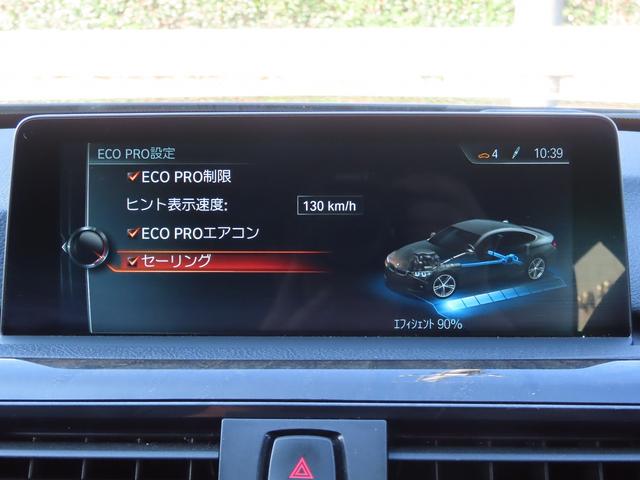 ECO PRO設定
4
10:39
ECO PRO制限
ヒント表示速度: 130 km/h
ECO PROエアコン
セーリング
エフィシェント 90%